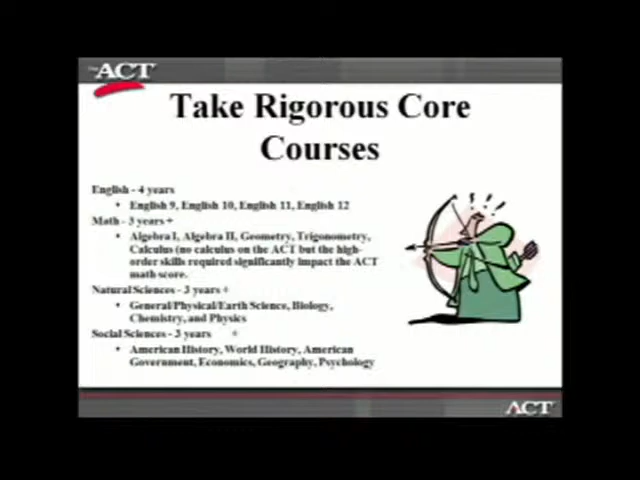 The ACT
Take Rigorous Core
Courses
English - 4 years
• English 9, English 10, English 11, English 12
Math - 3 years +
• Algebra I, Algebra II, Geometry, Trigonometry,
Calculus (no calculus on the ACT but the high-
order skills required significantly impact the ACT
math score.
Natural Sciences - 3 years +
• General/Physical/Earth Science, Biology,
Chemistry, and Physics
Social Sciences - 3 years +
• American History, World History, American
Government, Economics, Geography, Psychology
! ! !
ACT